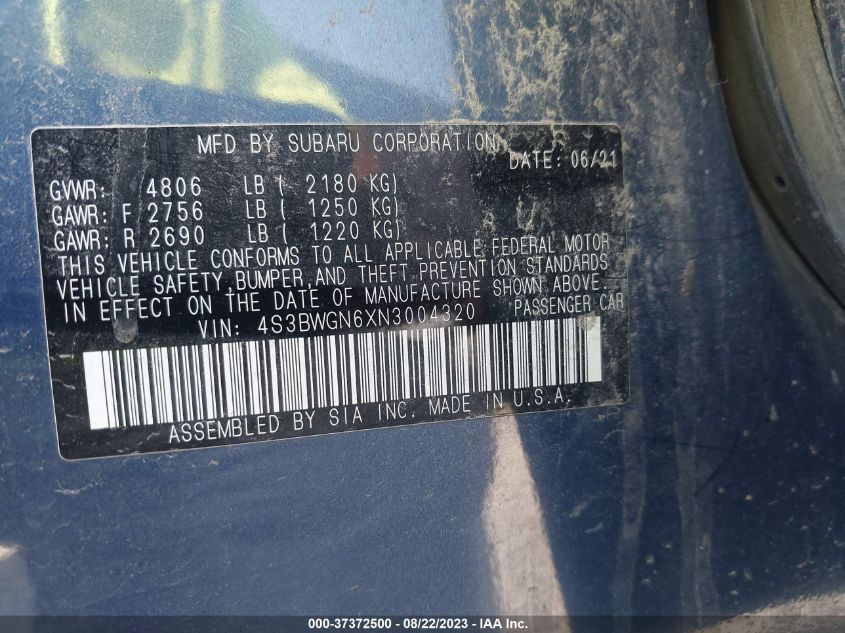 MFD BY SUBARU CORPORATION
DATE: 06/21
GVWR: 4806 LB ( 2180 KG)
GAWR: F 2756 LB ( 1250 KG)
GAWR: R 2690 LB ( 1220 KG)
THIS VEHICLE CONFORMS TO ALL APPLICABLE FEDERAL MOTOR
VEHICLE SAFETY, BUMPER, AND THEFT PREVENTION STANDARDS
IN EFFECT ON THE DATE OF MANUFACTURE SHOWN ABOVE.
VIN: 4S3BWGN6XN3004320 PASSENGER CAR
ASSEMBLED BY SIA INC. MADE IN U.S.A.
000-37372500 - 08/22/2023 - IAA Inc.